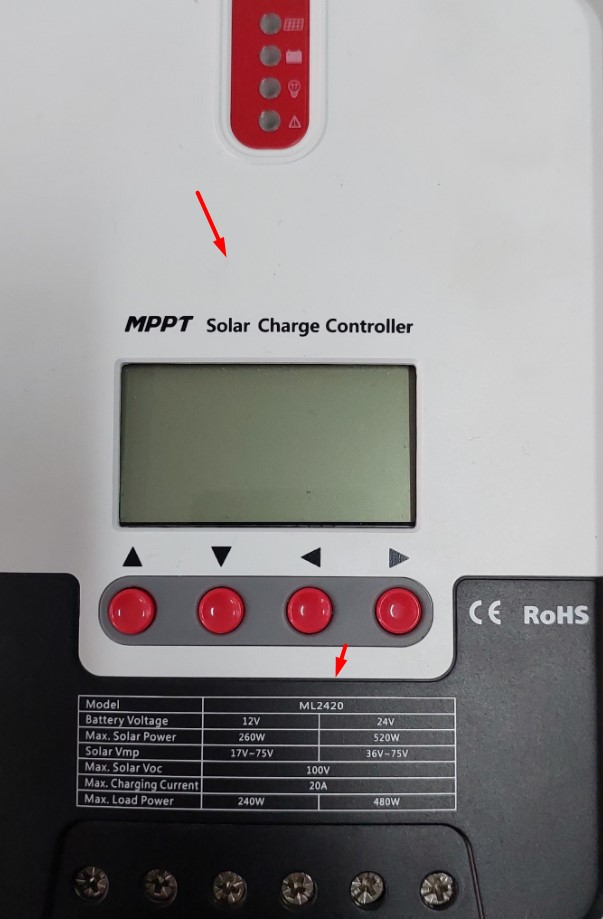 MPPT Solar Charge Controller
CE RoHS
Model ML2420
Battery Voltage 12V 24V
Max. Solar Power 260W 520W
Solar Vmp 17V~75V 36V~75V
Max. Solar Voc 100V
Max. Charging Current 20A
Max. Load Power 240W 480W